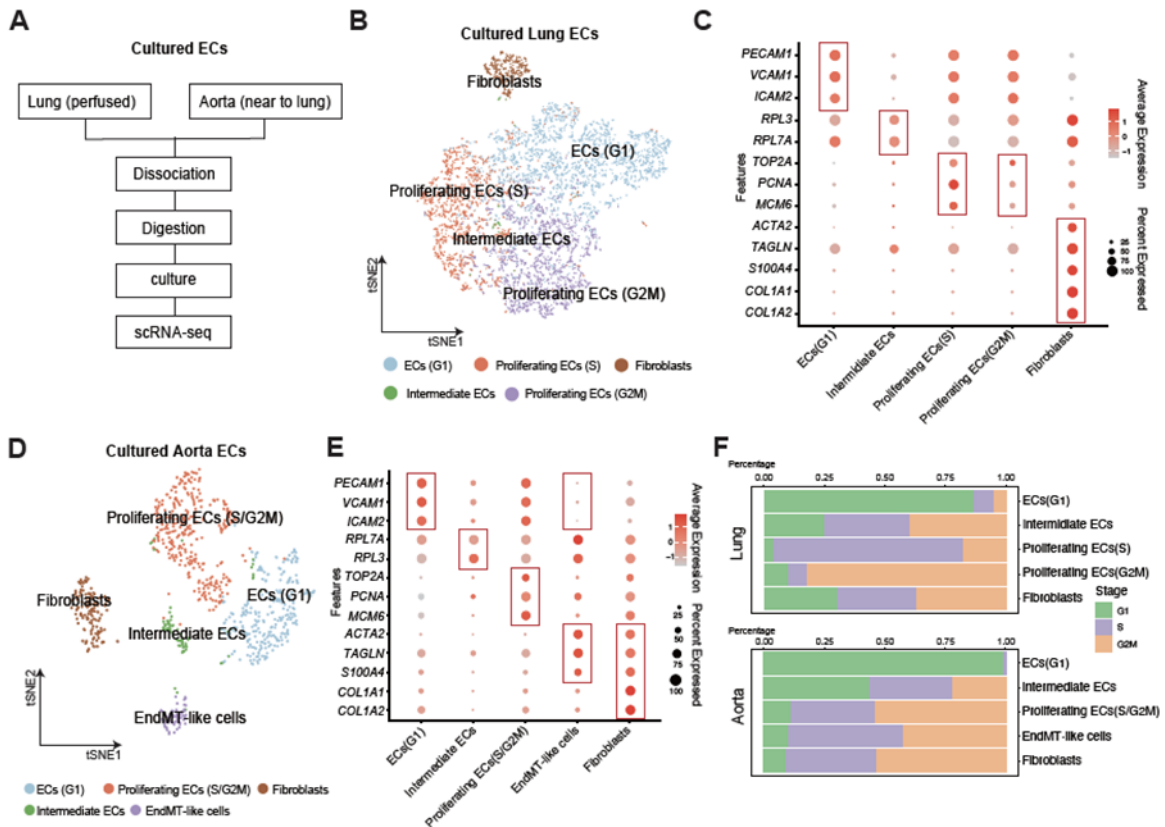 A
Cultured ECs
Lung (perfused)
Aorta (near to lung)
Dissociation
Digestion
culture
scRNA-seq
B
Cultured Lung ECs
Fibroblasts
ECs (G1)
Proliferating ECs (S)
Intermediate ECs
Proliferating ECs (G2M)
tSNE2
tSNE1
ECs (G1)
Proliferating ECs (S)
Fibroblasts
Intermediate ECs
Proliferating ECs (G2M)
C
Features
PECAM1
VCAM1
ICAM2
RPL3
RPL7A
TOP2A
PCNA
MCM6
ACTA2
TAGLN
S100A4
COL1A1
COL1A2
ECs(G1)
Intermidiate ECs
Proliferating ECs(S)
Proliferating ECs(G2M)
Fibroblasts
Average Expression
1
0
-1
Percent Expressed
25
50
75
100
D
Cultured Aorta ECs
Proliferating ECs (S/G2M)
Fibroblasts
ECs (G1)
Intermediate ECs
EndMT-like cells
tSNE2
tSNE1
ECs (G1)
Proliferating ECs (S/G2M)
Fibroblasts
Intermediate ECs
EndMT-like cells
E
Features
PECAM1
VCAM1
ICAM2
RPL7A
RPL3
TOP2A
PCNA
MCM6
ACTA2
TAGLN
S100A4
COL1A1
COL1A2
ECs(G1)
Intermediate ECs
Proliferating ECs(S/G2M)
EndMT-like cells
Fibroblasts
Average Expression
1
0
-1
Percent Expressed
25
50
75
100
F
Percentage
0.00 0.25 0.50 0.75 1.00
Lung
ECs(G1)
Intermidiate ECs
Proliferating ECs(S)
Proliferating ECs(G2M)
Fibroblasts
Stage
G1
S
G2M
Percentage
0.00 0.25 0.50 0.75 1.00
Aorta
ECs(G1)
Intermediate ECs
Proliferating ECs(S/G2M)
EndMT-like cells
Fibroblasts